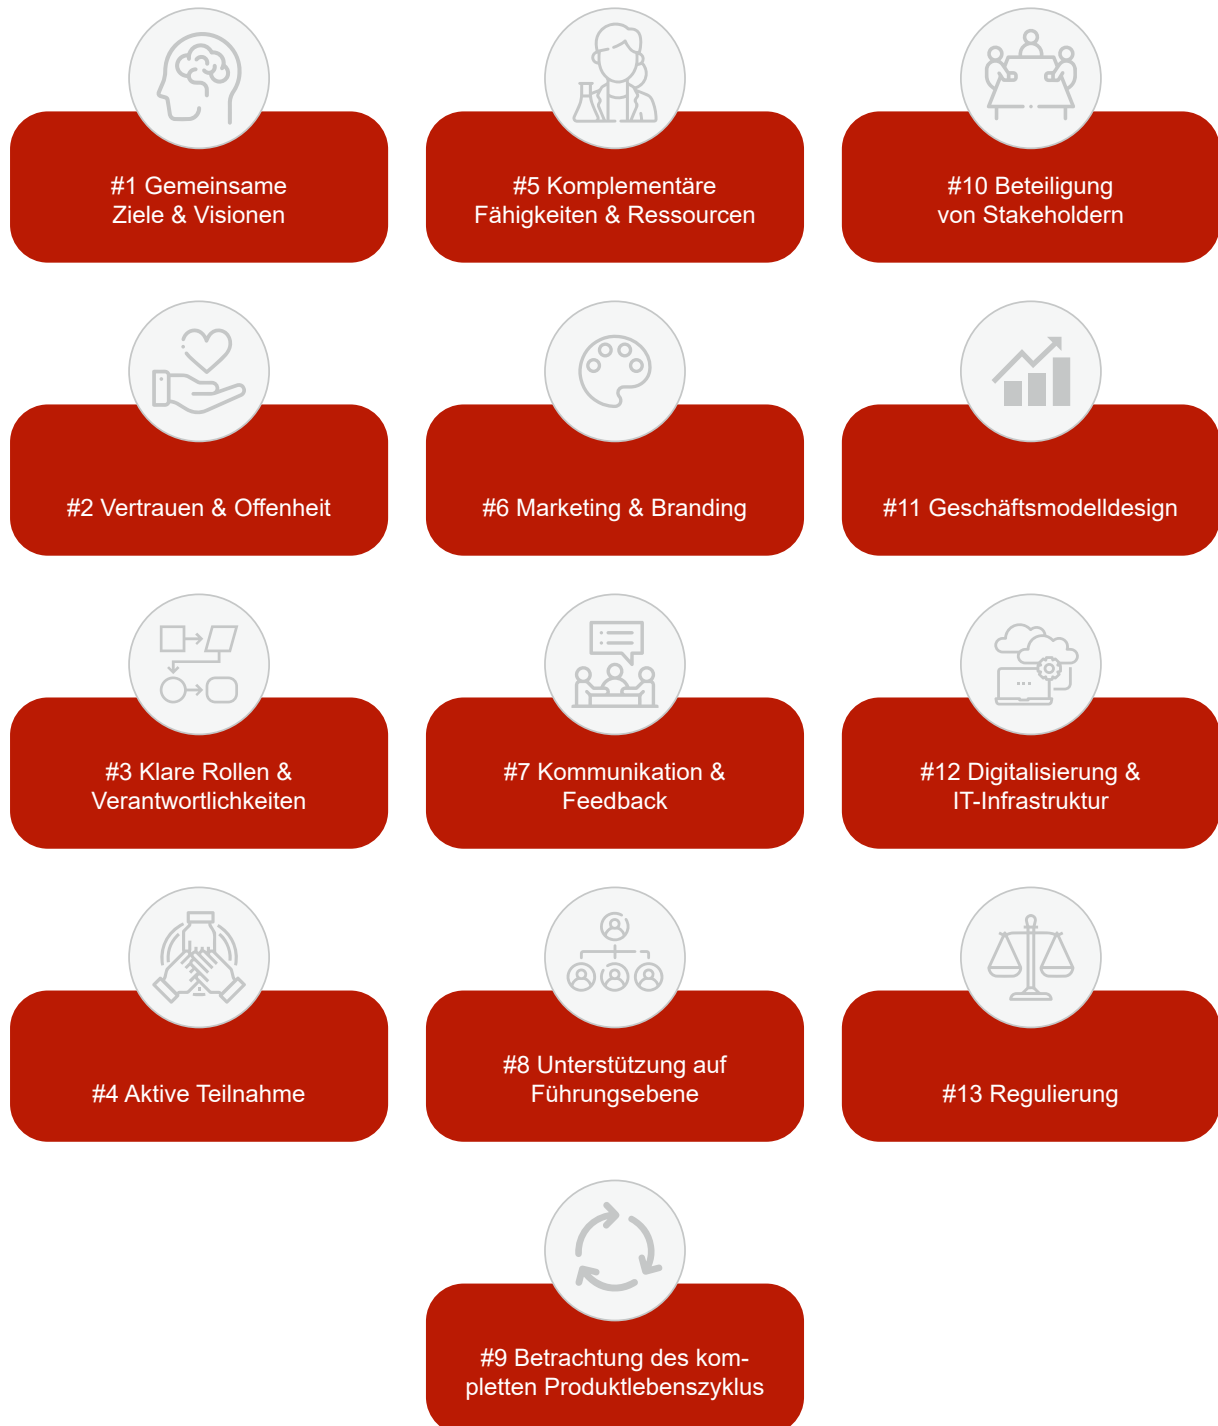 #1 Gemeinsame
Ziele & Visionen
#2 Vertrauen & Offenheit
#3 Klare Rollen &
Verantwortlichkeiten
#4 Aktive Teilnahme
#5 Komplementäre
Fähigkeiten & Ressourcen
#6 Marketing & Branding
#7 Kommunikation &
Feedback
#8 Unterstützung auf
Führungsebene
#9 Betrachtung des kom-
pletten Produktlebenszyklus
#10 Beteiligung
von Stakeholdern
#11 Geschäftsmodelldesign
#12 Digitalisierung &
IT-Infrastruktur
#13 Regulierung